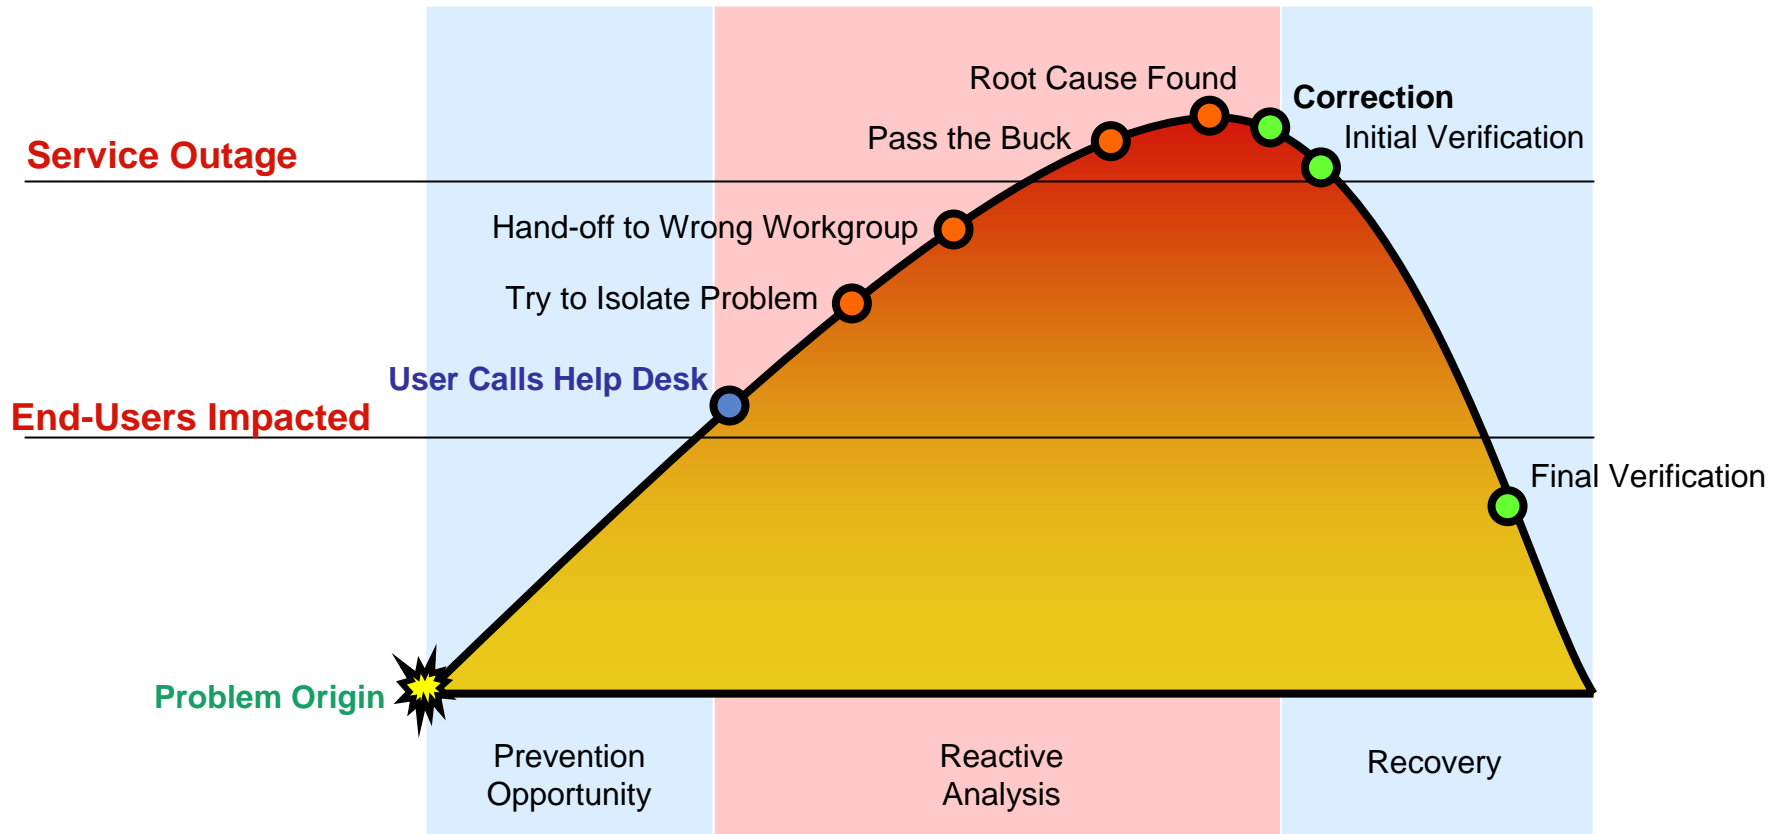 Root Cause Found
Correction
Pass the Buck
Initial Verification
Service Outage
Hand-off to Wrong Workgroup
Try to Isolate Problem
User Calls Help Desk
End-Users Impacted
Final Verification
Problem Origin
Prevention
Opportunity
Reactive
Analysis
Recovery